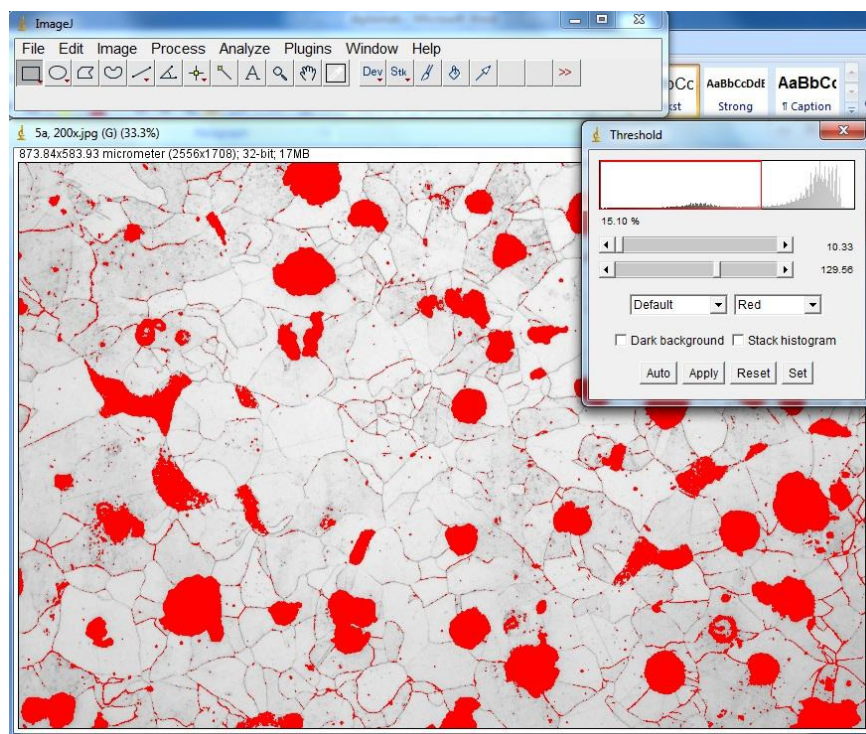 ImageJ
File Edit Image Process Analyze Plugins Window Help
Dev Stk A >>
AaBbCcDdE AaBbCc
Strong ¶ Caption
5a, 200x.jpg (G) (33.3%)
873.84x583.93 micrometer (2556x1708); 32-bit; 17MB
Threshold
15.10 %
10.33
129.56
Default Red
Dark background Stack histogram
Auto Apply Reset Set